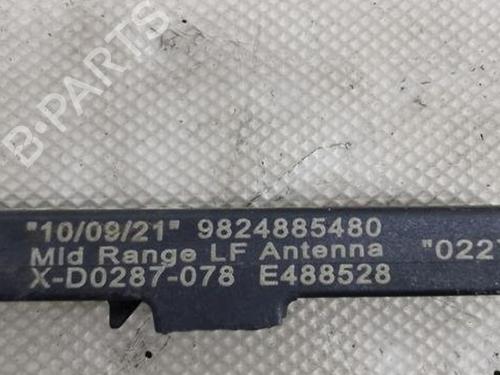 B-PARTS
"10/09/21" 9824885480
Mid Range LF Antenna "022
X-D0287-078 E488528